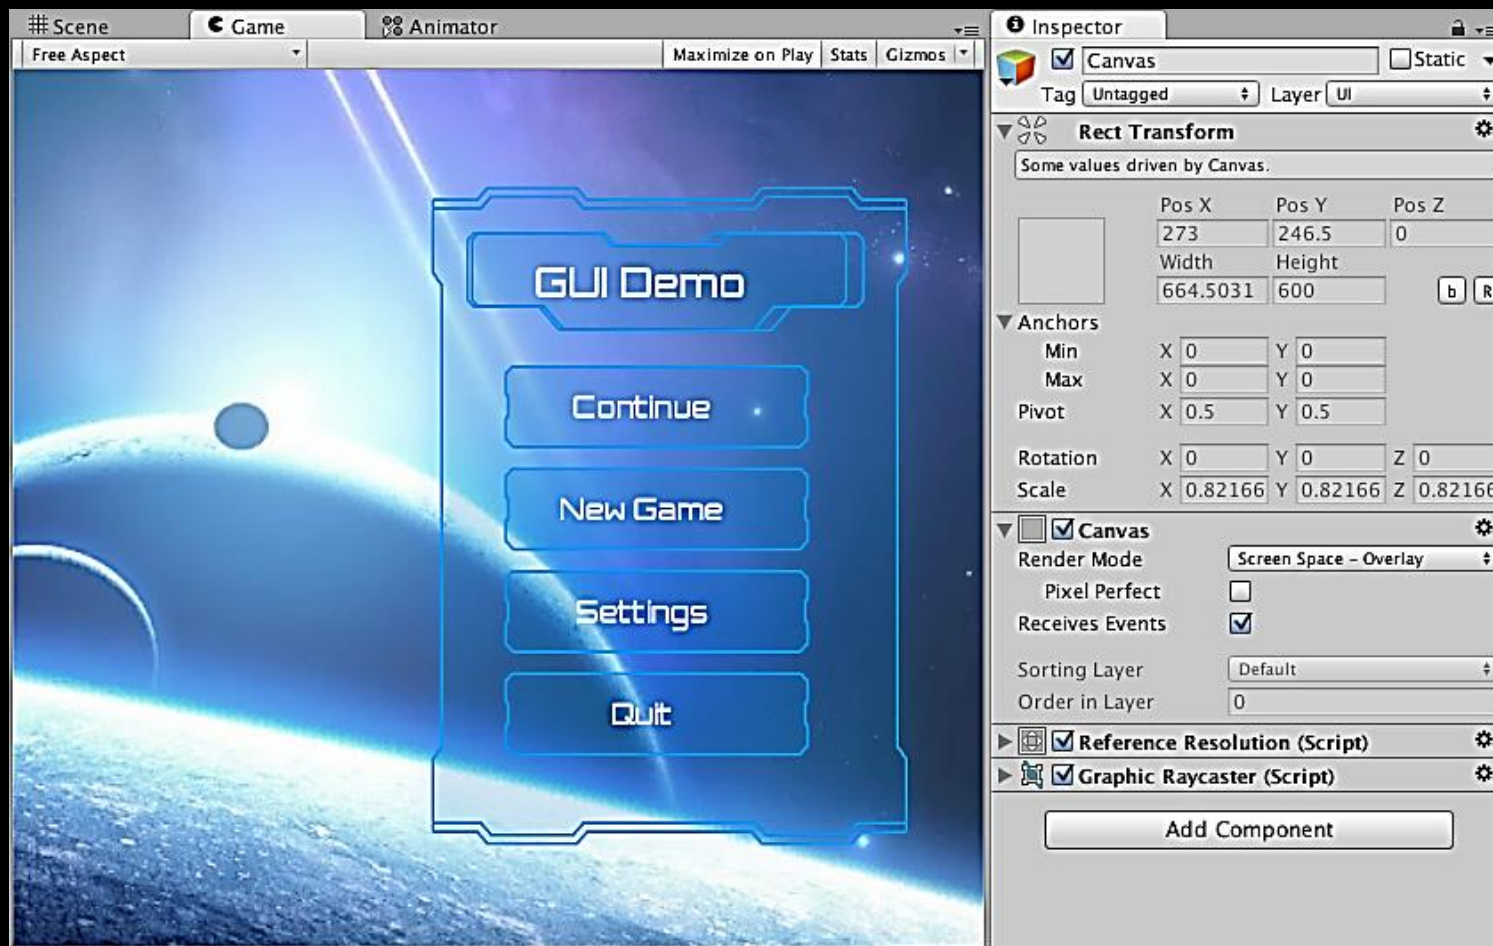 Scene Game Animator
Free Aspect Maximize on Play Stats Gizmos
GUI Demo
Continue
New Game
Settings
Quit
Inspector
Canvas Static
Tag Untagged Layer UI
Rect Transform
Some values driven by Canvas.
Pos X Pos Y Pos Z
273 246.5 0
Width Height
664.5031 600 b R
Anchors
Min X 0 Y 0
Max X 0 Y 0
Pivot X 0.5 Y 0.5
Rotation X 0 Y 0 Z 0
Scale X 0.82166 Y 0.82166 Z 0.82166
Canvas
Render Mode Screen Space - Overlay
Pixel Perfect
Receives Events
Sorting Layer Default
Order in Layer 0
Reference Resolution (Script)
Graphic Raycaster (Script)
Add Component